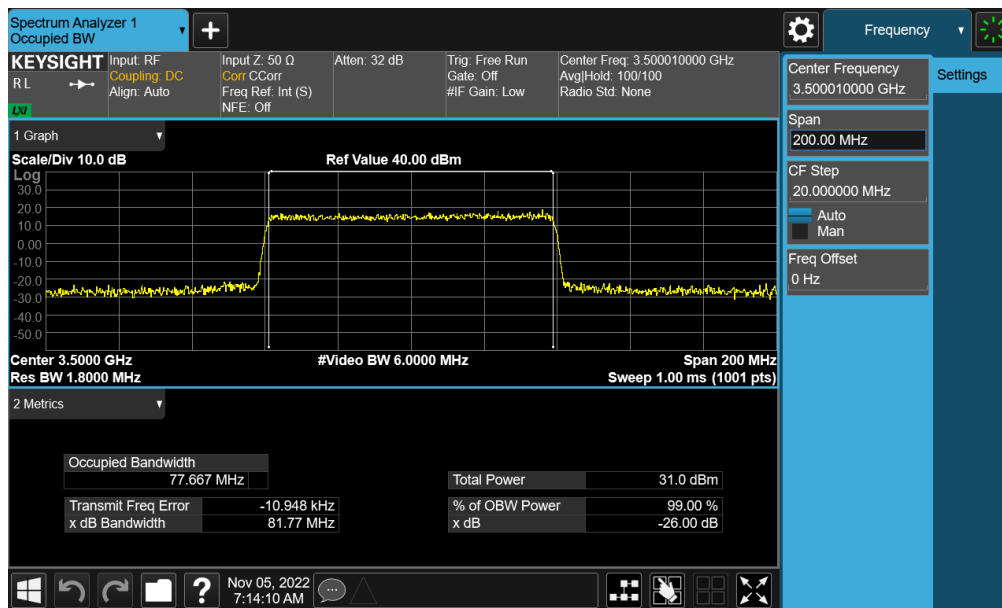 Spectrum Analyzer 1
Occupied BW
Frequency
KEYSIGHT
R L
LXI
Input: RF
Coupling: DC
Align: Auto
Input Z: 50 Ω
Corr CCorr
Freq Ref: Int (S)
NFE: Off
Atten: 32 dB
Trig: Free Run
Gate: Off
#IF Gain: Low
Center Freq: 3.500010000 GHz
Avg|Hold: 100/100
Radio Std: None
Center Frequency
3.500010000 GHz
Settings
Span
200.00 MHz
CF Step
20.000000 MHz
Auto
Man
Freq Offset
0 Hz
1 Graph
Scale/Div 10.0 dB
Ref Value 40.00 dBm
Log
30.0
20.0
10.0
0.00
-10.0
-20.0
-30.0
-40.0
-50.0
Center 3.5000 GHz
#Video BW 6.0000 MHz
Span 200 MHz
Res BW 1.8000 MHz
Sweep 1.00 ms (1001 pts)
2 Metrics
Occupied Bandwidth
77.667 MHz
Total Power 31.0 dBm
Transmit Freq Error -10.948 kHz
% of OBW Power 99.00 %
x dB Bandwidth 81.77 MHz
x dB -26.00 dB
Nov 05, 2022
7:14:10 AM